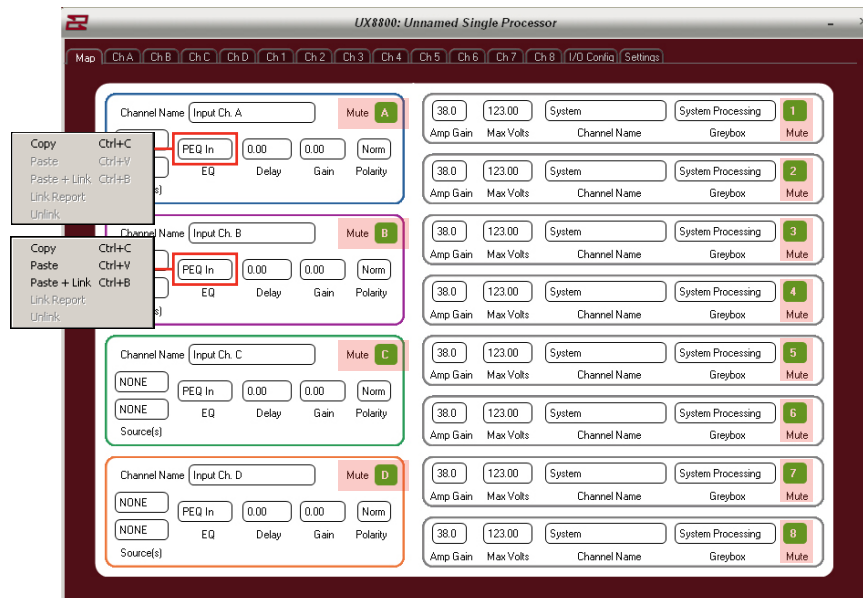 UX8800: Unnamed Single Processor
Map Ch A Ch B Ch C Ch D Ch 1 Ch 2 Ch 3 Ch 4 Ch 5 Ch 6 Ch 7 Ch 8 I/O Config Settings
Channel Name Input Ch. A Mute A
PEQ In 0.00 0.00 Norm
EQ Delay Gain Polarity
s)
Copy Ctrl+C
Paste Ctrl+V
Paste + Link Ctrl+B
Link Report
Unlink
Channel Name Input Ch. B Mute B
PEQ In 0.00 0.00 Norm
EQ Delay Gain Polarity
s)
Copy Ctrl+C
Paste Ctrl+V
Paste + Link Ctrl+B
Link Report
Unlink
Channel Name Input Ch. C Mute C
NONE
PEQ In 0.00 0.00 Norm
NONE
EQ Delay Gain Polarity
Source(s)
Channel Name Input Ch. D Mute D
NONE
PEQ In 0.00 0.00 Norm
NONE
EQ Delay Gain Polarity
Source(s)
38.0 123.00 System System Processing 1
Amp Gain Max Volts Channel Name Greybox Mute
38.0 123.00 System System Processing 2
Amp Gain Max Volts Channel Name Greybox Mute
38.0 123.00 System System Processing 3
Amp Gain Max Volts Channel Name Greybox Mute
38.0 123.00 System System Processing 4
Amp Gain Max Volts Channel Name Greybox Mute
38.0 123.00 System System Processing 5
Amp Gain Max Volts Channel Name Greybox Mute
38.0 123.00 System System Processing 6
Amp Gain Max Volts Channel Name Greybox Mute
38.0 123.00 System System Processing 7
Amp Gain Max Volts Channel Name Greybox Mute
38.0 123.00 System System Processing 8
Amp Gain Max Volts Channel Name Greybox Mute